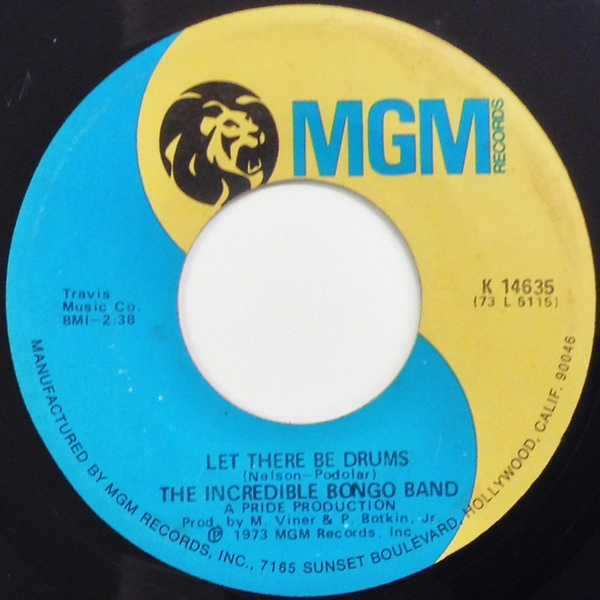 MGM
RECORDS
K 14635
(73 L 5115)
Travis
Music Co.
BMI-2:38
LET THERE BE DRUMS
(Nelson-Podolar)
THE INCREDIBLE BONGO BAND
A PRIDE PRODUCTION
Prod. by M. Viner & P. Botkin, Jr.
℗ 1973 MGM Records, Inc.
MANUFACTURED BY MGM RECORDS, INC., 7165 SUNSET BOULEVARD, HOLLYWOOD, CALIF. 90046